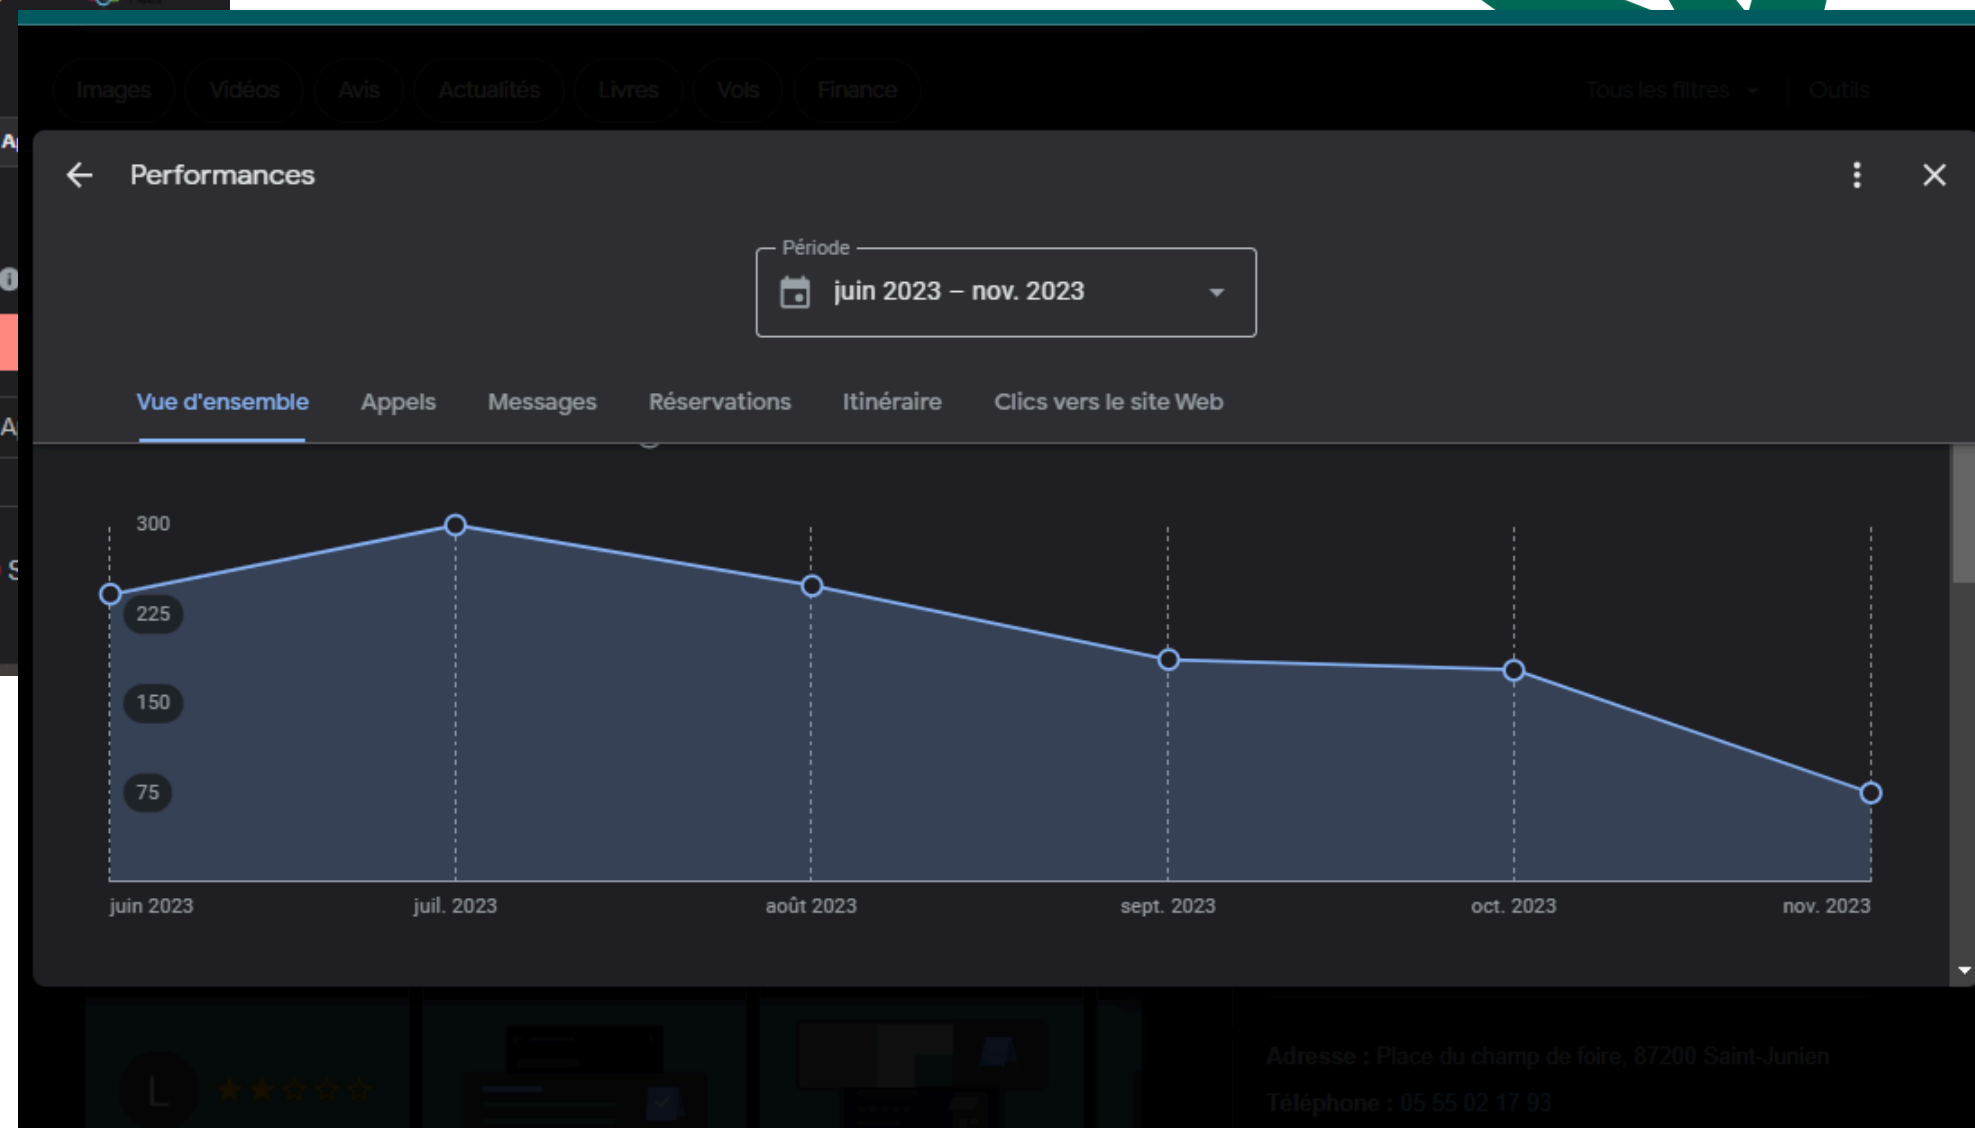 Images Vidéos Avis Actualités Livres Vols Finance Tous les filtres Outils
Performances
Période
juin 2023 – nov. 2023
Vue d'ensemble Appels Messages Réservations Itinéraire Clics vers le site Web
300
225
150
75
juin 2023 juil. 2023 août 2023 sept. 2023 oct. 2023 nov. 2023
L
Adresse : Place du champ de foire, 87200 Saint-Junien
Téléphone : 05 55 02 17 93